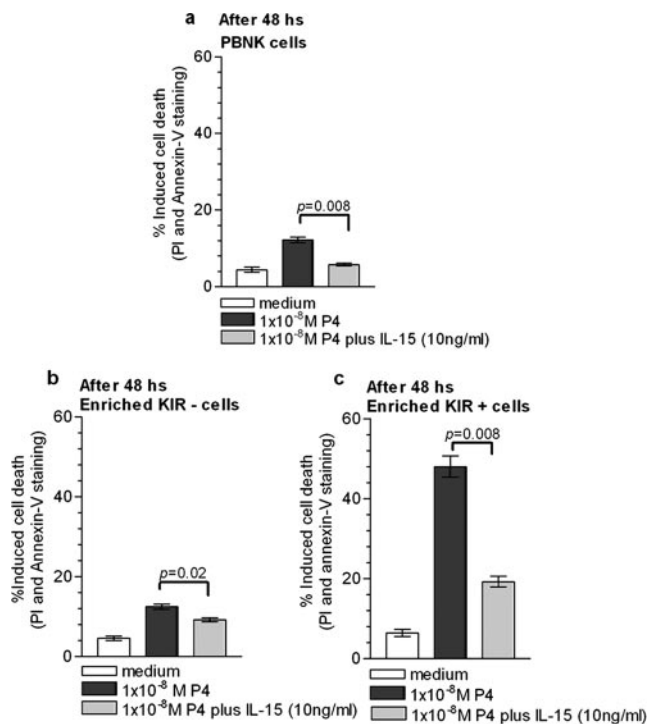 a After 48 hs
PBNK cells
% Induced cell death
(PI and Annexin-V staining)
60
40
20
0
p=0.008
medium
1x10⁻⁸M P4
1x10⁻⁸M P4 plus IL-15 (10ng/ml)
b After 48 hs
Enriched KIR - cells
%Induced cell death
(PI and Annexin-V staining)
60
40
20
0
p=0.02
medium
1x10⁻⁸ M P4
1x10⁻⁸M P4 plus IL-15 (10ng/ml)
c After 48 hs
Enriched KIR + cells
% Induced cell death
(PI and annexin-V staining)
60
40
20
0
p=0.008
medium
1x10⁻⁸M P4
1x10⁻⁸M P4 plus IL-15 (10ng/ml)